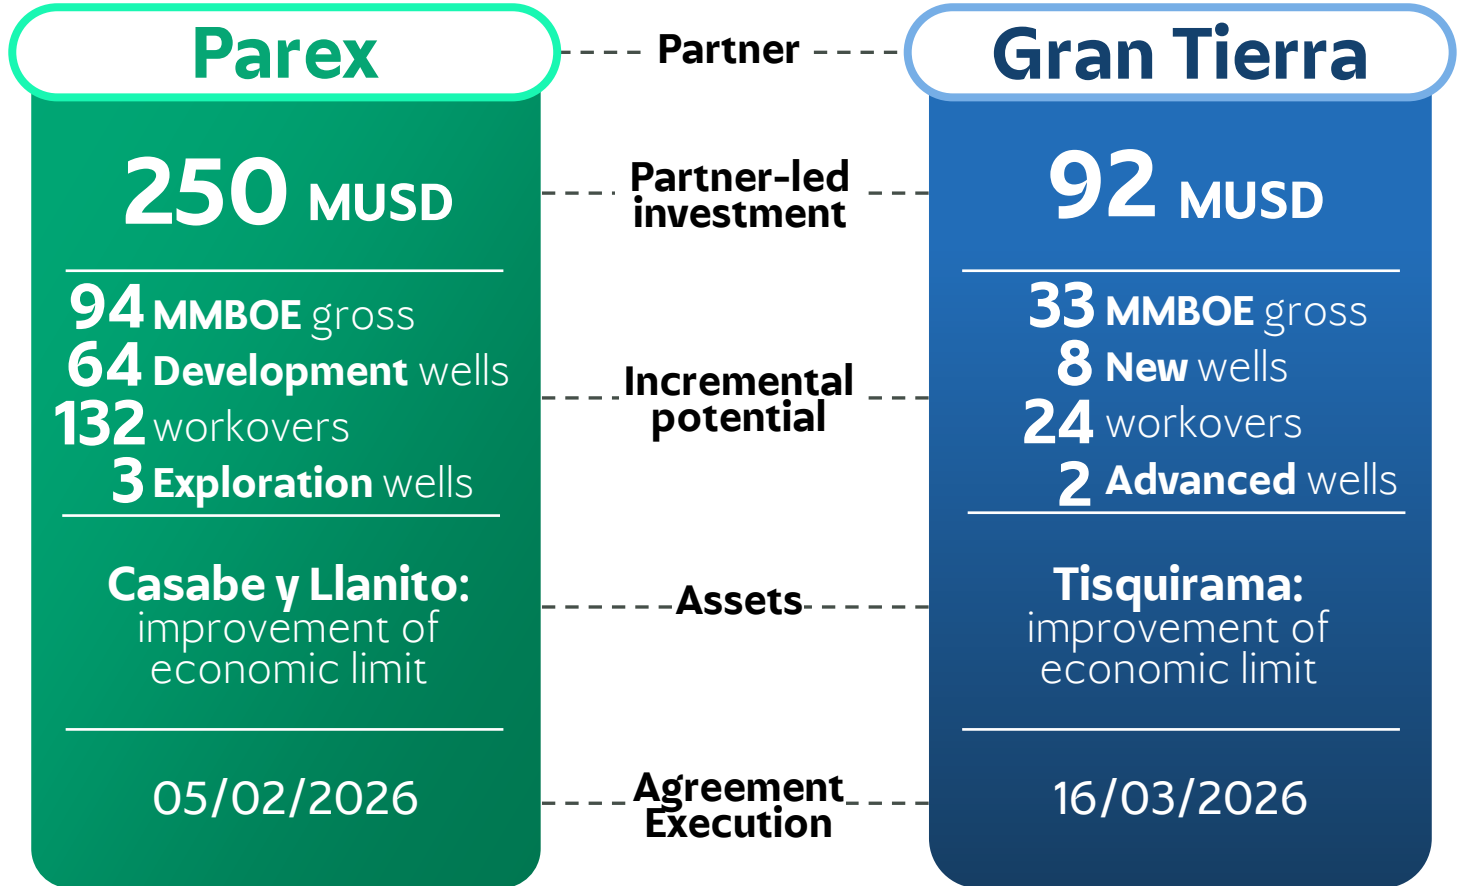 Parex
Partner
Gran Tierra
250 MUSD
Partner-led
investment
92 MUSD
94 MMBOE gross
64 Development wells
132 workovers
3 Exploration wells
Incremental
potential
33 MMBOE gross
8 New wells
24 workovers
2 Advanced wells
Casabe y Llanito:
improvement of
economic limit
Assets
Tisquirama:
improvement of
economic limit
05/02/2026
Agreement
Execution
16/03/2026